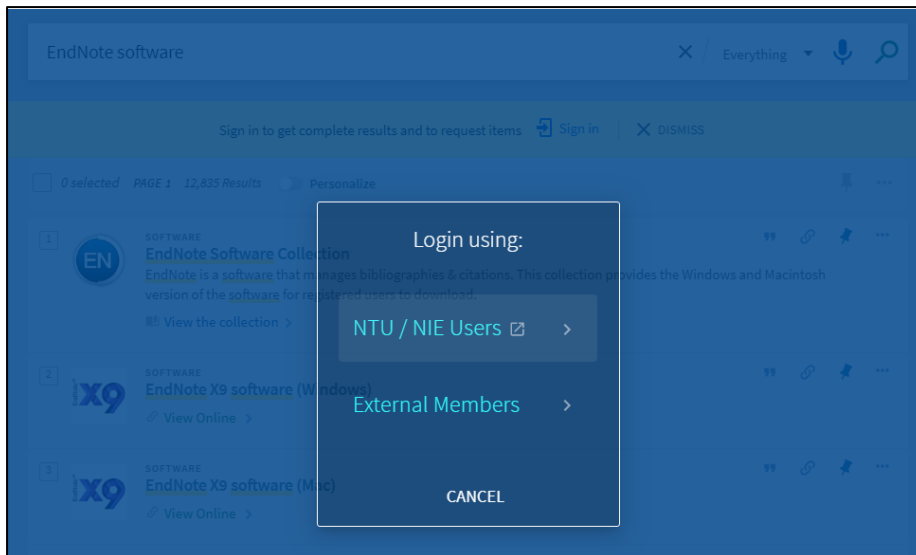 EndNote software
Everything
Sign in to get complete results and to request items Sign in DISMISS
0 selected PAGE 1 12,835 Results Personalize
Login using:
NTU / NIE Users
External Members
CANCEL
1
EN
SOFTWARE
EndNote Software Collection
EndNote is a software that manages bibliographies & citations. This collection provides the Windows and Macintosh
version of the software for registered users to download.
View the collection
2
X9
SOFTWARE
EndNote X9 software (Windows)
View Online
3
X9
SOFTWARE
EndNote X9 software (Mac)
View Online